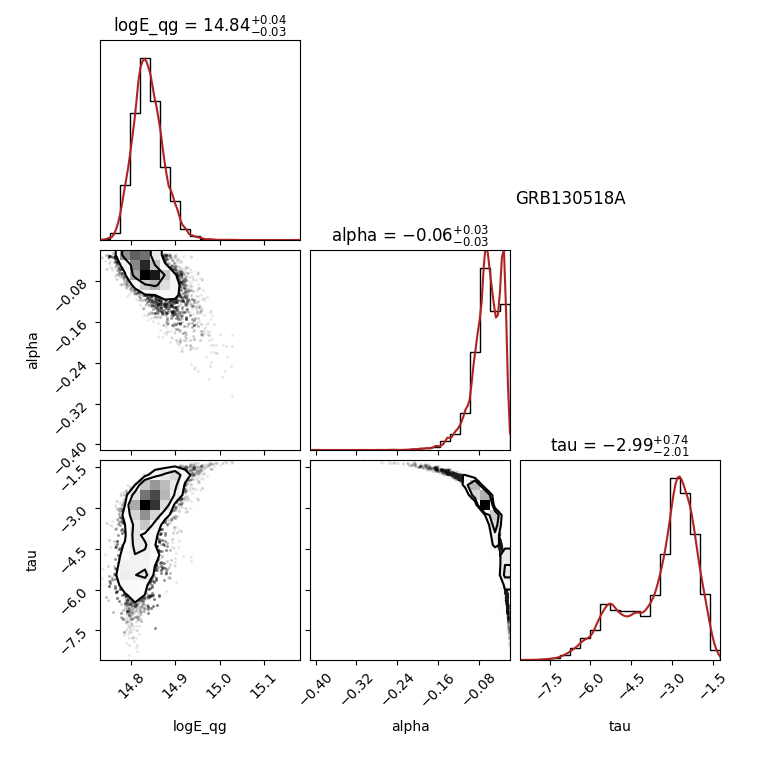 logE_qg = 14.84+0.04−0.03
GRB130518A
alpha = −0.06+0.03−0.03
alpha
−0.08
−0.16
−0.24
−0.32
−0.40
tau = −2.99+0.74−2.01
tau
−1.5
−3.0
−4.5
−6.0
−7.5
14.8 14.9 15.0 15.1
−0.40 −0.32 −0.24 −0.16 −0.08
−7.5 −6.0 −4.5 −3.0 −1.5
logE_qg alpha tau